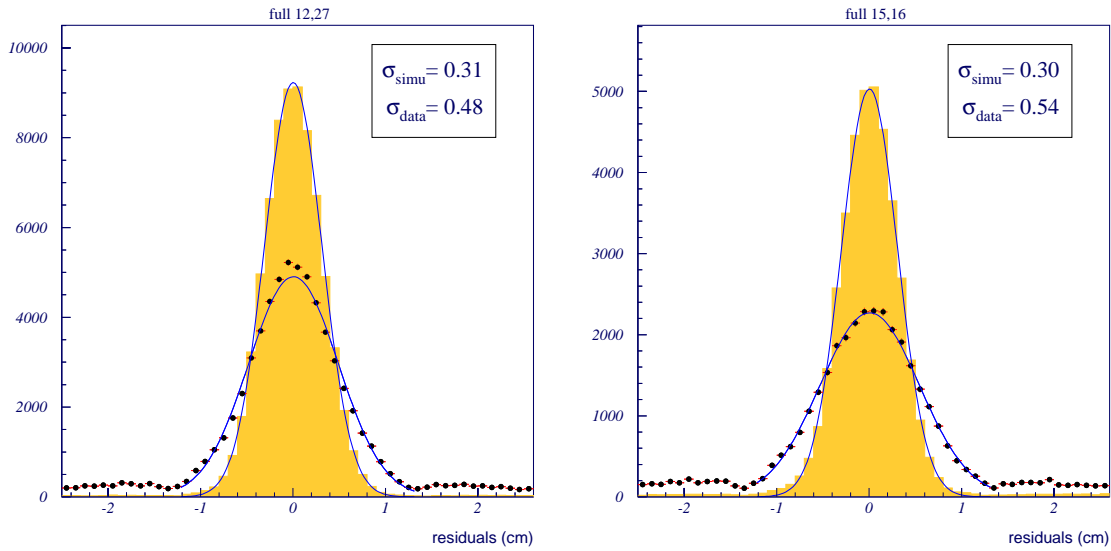 full 12,27
σsimu= 0.31
σdata= 0.48
10000
8000
6000
4000
2000
0
-2 -1 0 1 2
residuals (cm)
full 15,16
σsimu= 0.30
σdata= 0.54
5000
4000
3000
2000
1000
0
-2 -1 0 1 2
residuals (cm)